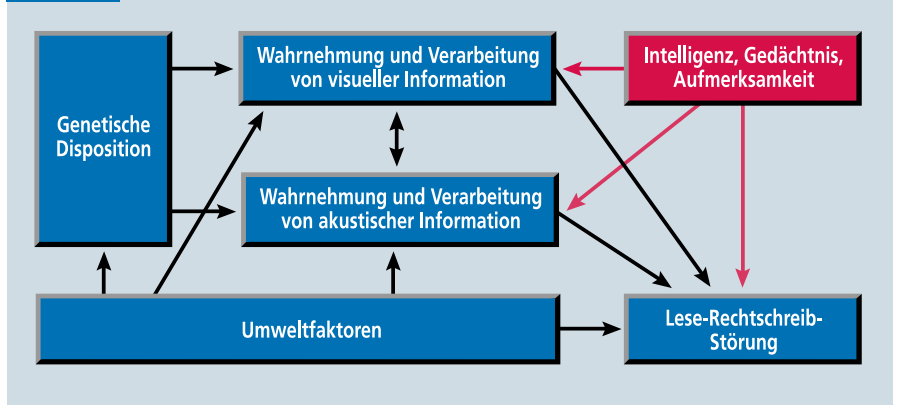 Wahrnehmung und Verarbeitung
von visueller Information
Intelligenz, Gedächtnis,
Aufmerksamkeit
Genetische
Disposition
Wahrnehmung und Verarbeitung
von akustischer Information
Umweltfaktoren
Lese-Rechtschreib-
Störung